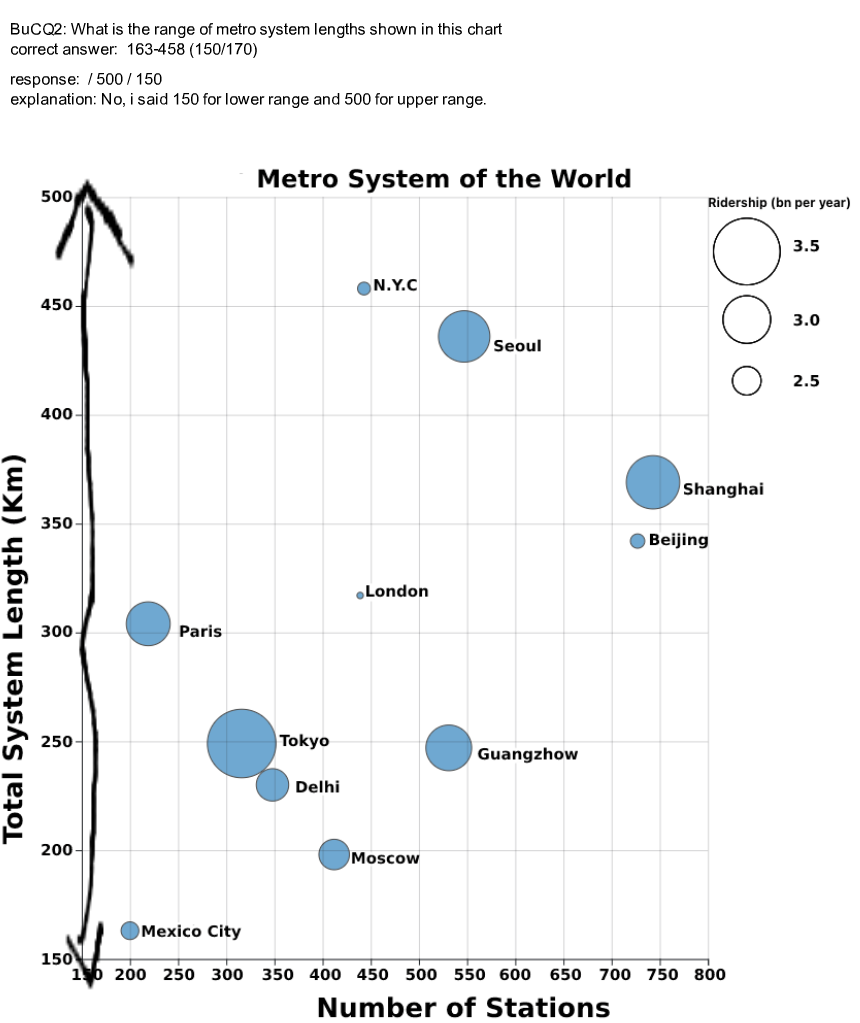 BuCQ2: What is the range of metro system lengths shown in this chart
correct answer:  163-458 (150/170)
response:  / 500 / 150
explanation: No, i said 150 for lower range and 500 for upper range.
Metro System of the World
Ridership (bn per year)
3.5
3.0
2.5
500
450
400
350
300
250
200
150
Total System Length (Km)
N.Y.C
Seoul
Shanghai
Beijing
London
Paris
Tokyo
Guangzhow
Delhi
Moscow
Mexico City
150 200 250 300 350 400 450 500 550 600 650 700 750 800
Number of Stations